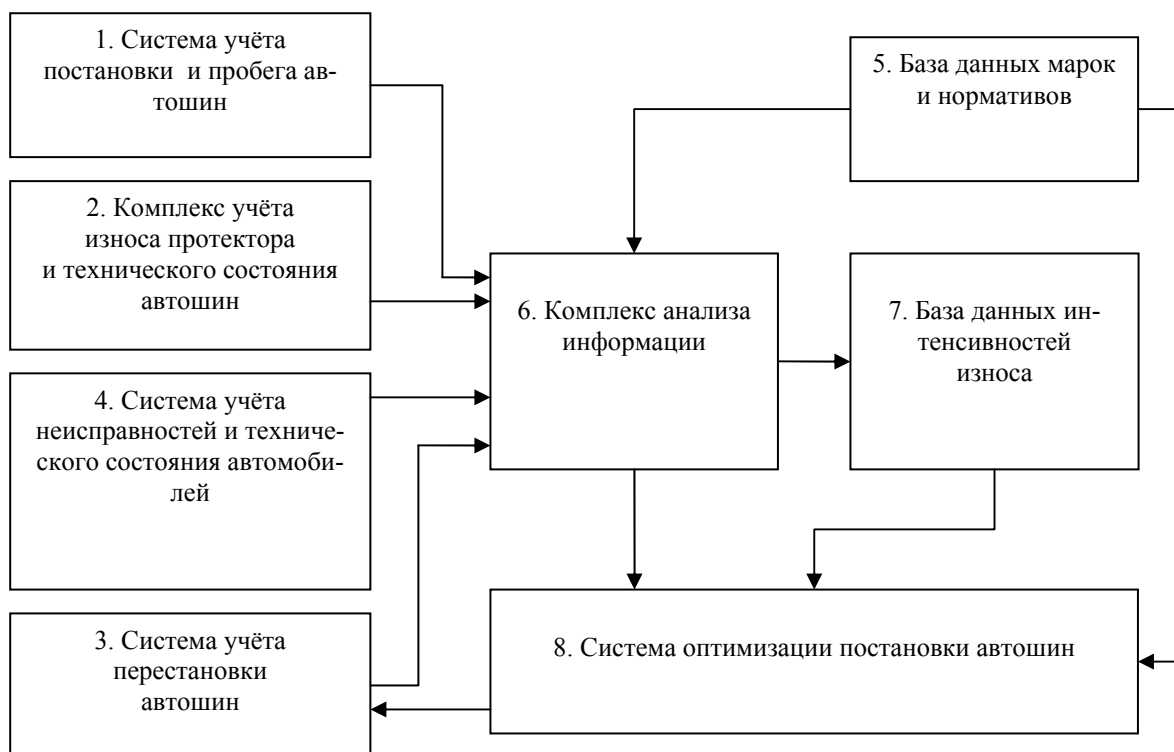 1. Система учёта
постановки и пробега ав-
тошин
5. База данных марок
и нормативов
2. Комплекс учёта
износа протектора
и технического состояния
автошин
6. Комплекс анализа
информации
7. База данных ин-
тенсивностей
износа
4. Система учёта
неисправностей и техниче-
ского состояния автомоби-
лей
3. Система учёта
перестановки
автошин
8. Система оптимизации постановки автошин